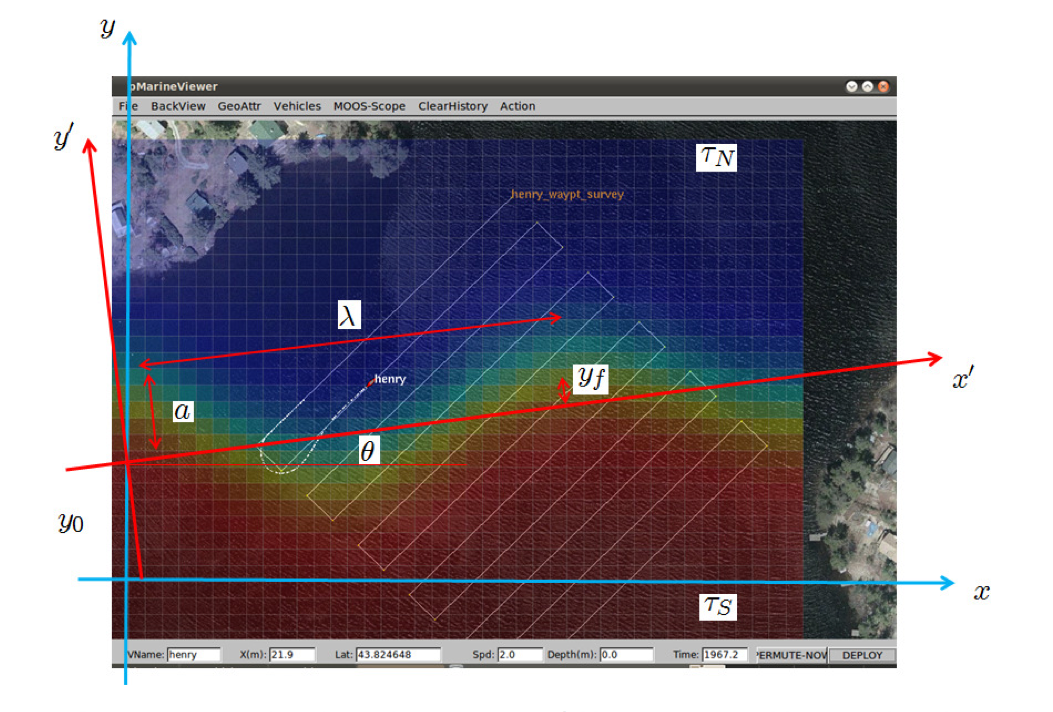 y
pMarineViewer
File BackView GeoAttr Vehicles MOOS-Scope ClearHistory Action
y′
τN
henry_waypt_survey
λ
henry
yf
x′
a
θ
y0
x
τS
VName: henry X(m): 21.9 Lat: 43.824648 Spd: 2.0 Depth(m): 0.0 Time: 1967.2 PERMUTE-NOW DEPLOY